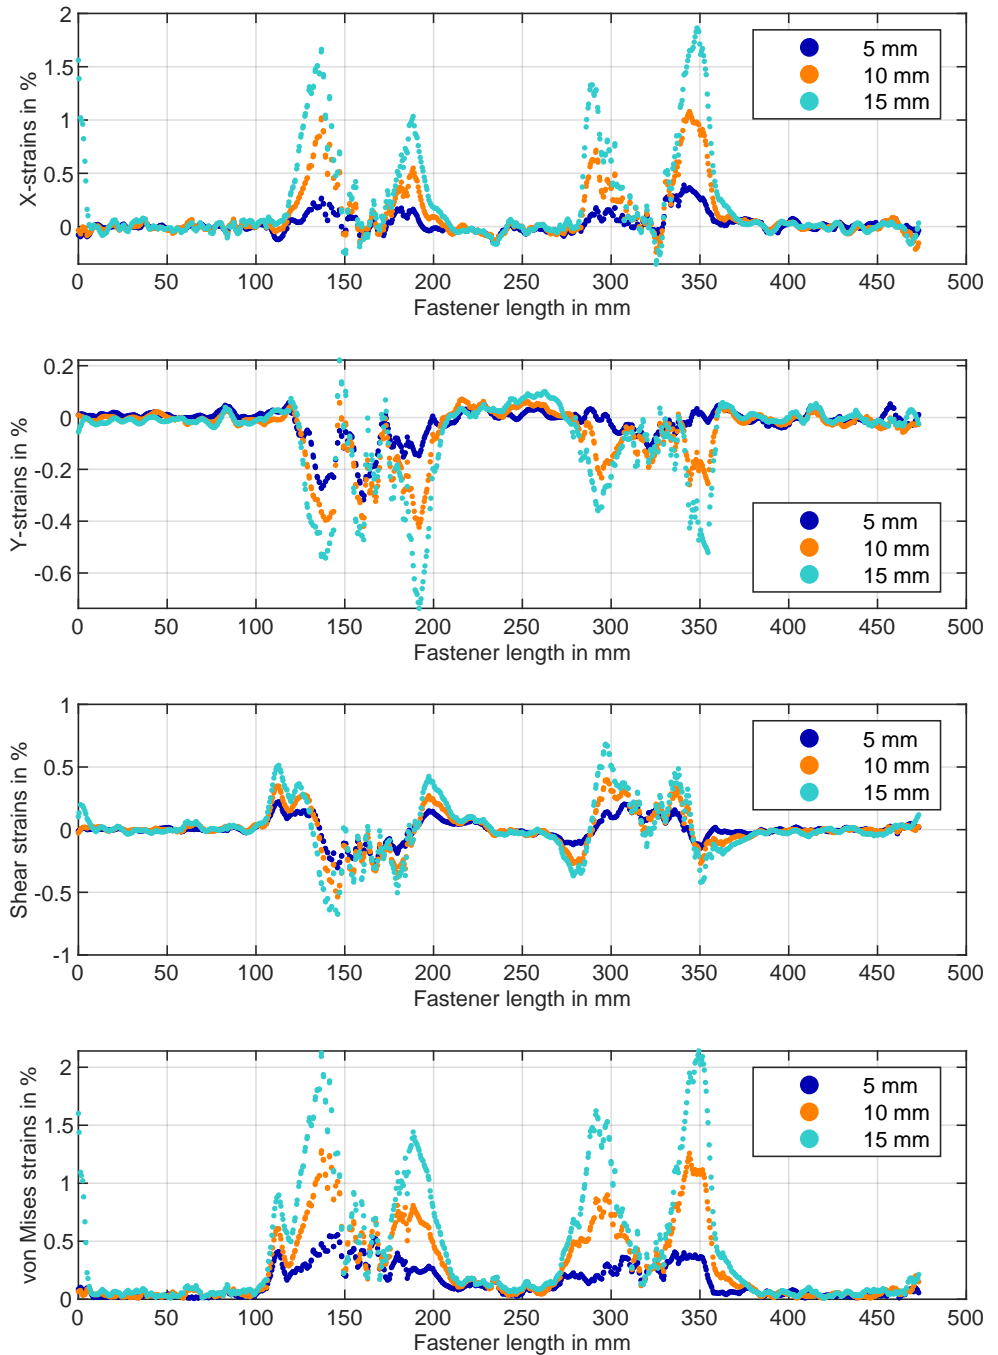 X-strains in %
2
1.5
1
0.5
0
5 mm
10 mm
15 mm
0 50 100 150 200 250 300 350 400 450 500
Fastener length in mm
Y-strains in %
0.2
0
-0.2
-0.4
-0.6
5 mm
10 mm
15 mm
0 50 100 150 200 250 300 350 400 450 500
Fastener length in mm
Shear strains in %
1
0.5
0
-0.5
-1
5 mm
10 mm
15 mm
0 50 100 150 200 250 300 350 400 450 500
Fastener length in mm
von Mises strains in %
2
1.5
1
0.5
0
5 mm
10 mm
15 mm
0 50 100 150 200 250 300 350 400 450 500
Fastener length in mm